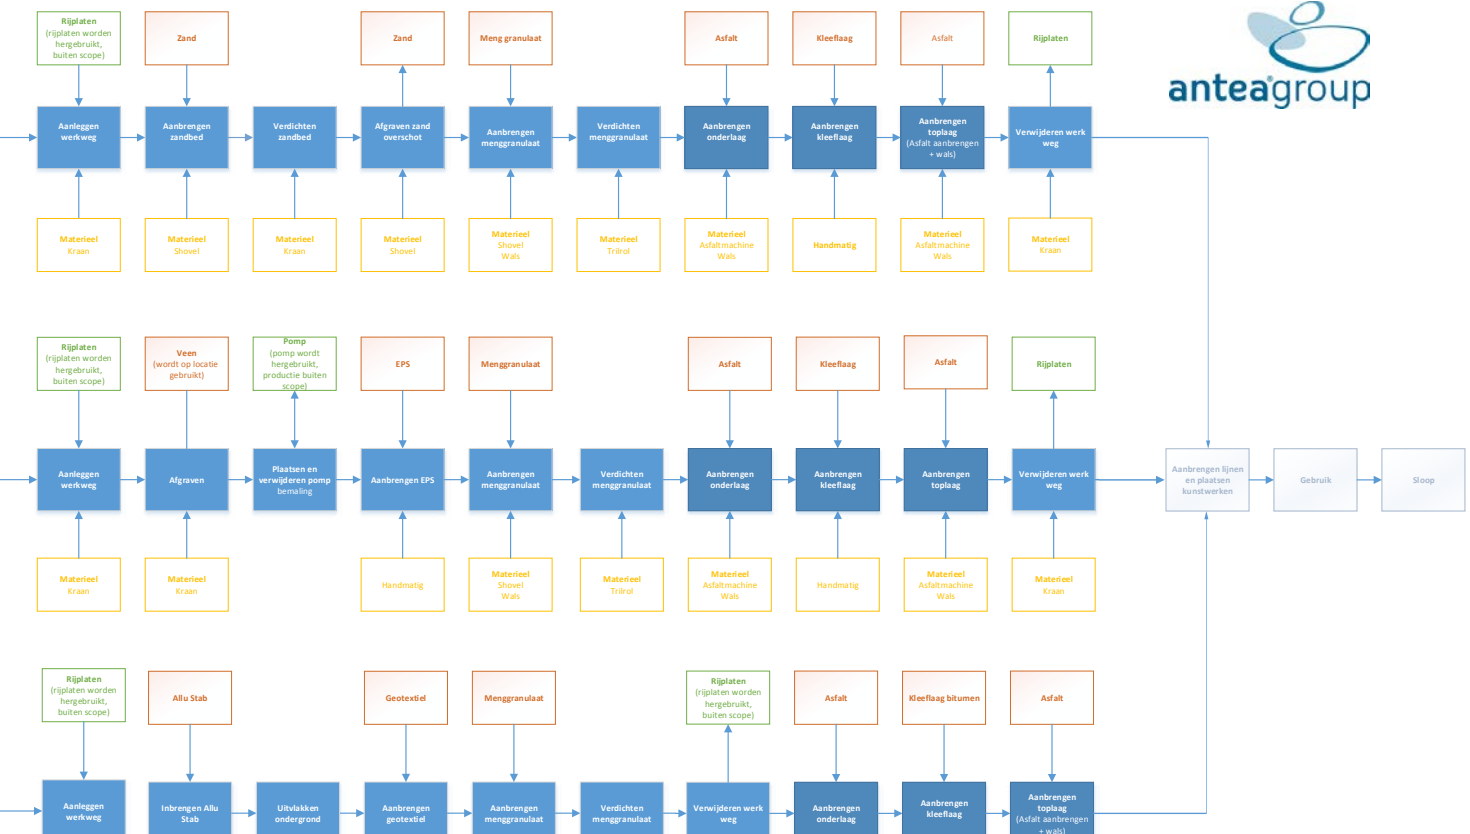 Rijplaten
(rijplaten worden
hergebruikt,
buiten scope)
Zand
Zand
Meng granulaat
Asfalt
Kleeflaag
Asfalt
Rijplaten
anteagroup
Aanleggen
werkweg
Aanbrengen
zandbed
Verdichten
zandbed
Afgraven zand
overschot
Aanbrengen
menggranulaat
Verdichten
menggranulaat
Aanbrengen
onderlaag
Aanbrengen
kleeflaag
Aanbrengen
toplaag
(Asfalt aanbrengen
+ wals)
Verwijderen werk
weg
Materieel
Kraan
Materieel
Shovel
Materieel
Kraan
Materieel
Shovel
Materieel
Shovel
Wals
Materieel
Trilrol
Materieel
Asfaltmachine
Wals
Handmatig
Materieel
Asfaltmachine
Wals
Materieel
Kraan
Rijplaten
(rijplaten worden
hergebruikt,
buiten scope)
Veen
(wordt op locatie
gebruikt)
Pomp
(pomp wordt
hergebruikt,
productie buiten
scope)
EPS
Menggranulaat
Asfalt
Kleeflaag
Asfalt
Rijplaten
Aanleggen
werkweg
Afgraven
Plaatsen en
verwijderen pomp
bemaling
Aanbrengen EPS
Aanbrengen
menggranulaat
Verdichten
menggranulaat
Aanbrengen
onderlaag
Aanbrengen
kleeflaag
Aanbrengen
toplaag
Verwijderen werk
weg
Aanbrengen lijnen
en plaatsen
kunstwerken
Gebruik
Sloop
Materieel
Kraan
Materieel
Kraan
Handmatig
Materieel
Shovel
Wals
Materieel
Trilrol
Materieel
Asfaltmachine
Wals
Handmatig
Materieel
Asfaltmachine
Wals
Materieel
Kraan
Rijplaten
(rijplaten worden
hergebruikt,
buiten scope)
Allu Stab
Geotextiel
Menggranulaat
Rijplaten
(rijplaten worden
hergebruikt,
buiten scope)
Asfalt
Kleeflaag bitumen
Asfalt
Aanleggen
werkweg
Inbrengen Allu
Stab
Uitvlakken
ondergrond
Aanbrengen
geotextiel
Aanbrengen
menggranulaat
Verdichten
menggranulaat
Verwijderen werk
weg
Aanbrengen
onderlaag
Aanbrengen
kleeflaag
Aanbrengen
toplaag
(Asfalt aanbrengen
+ wals)